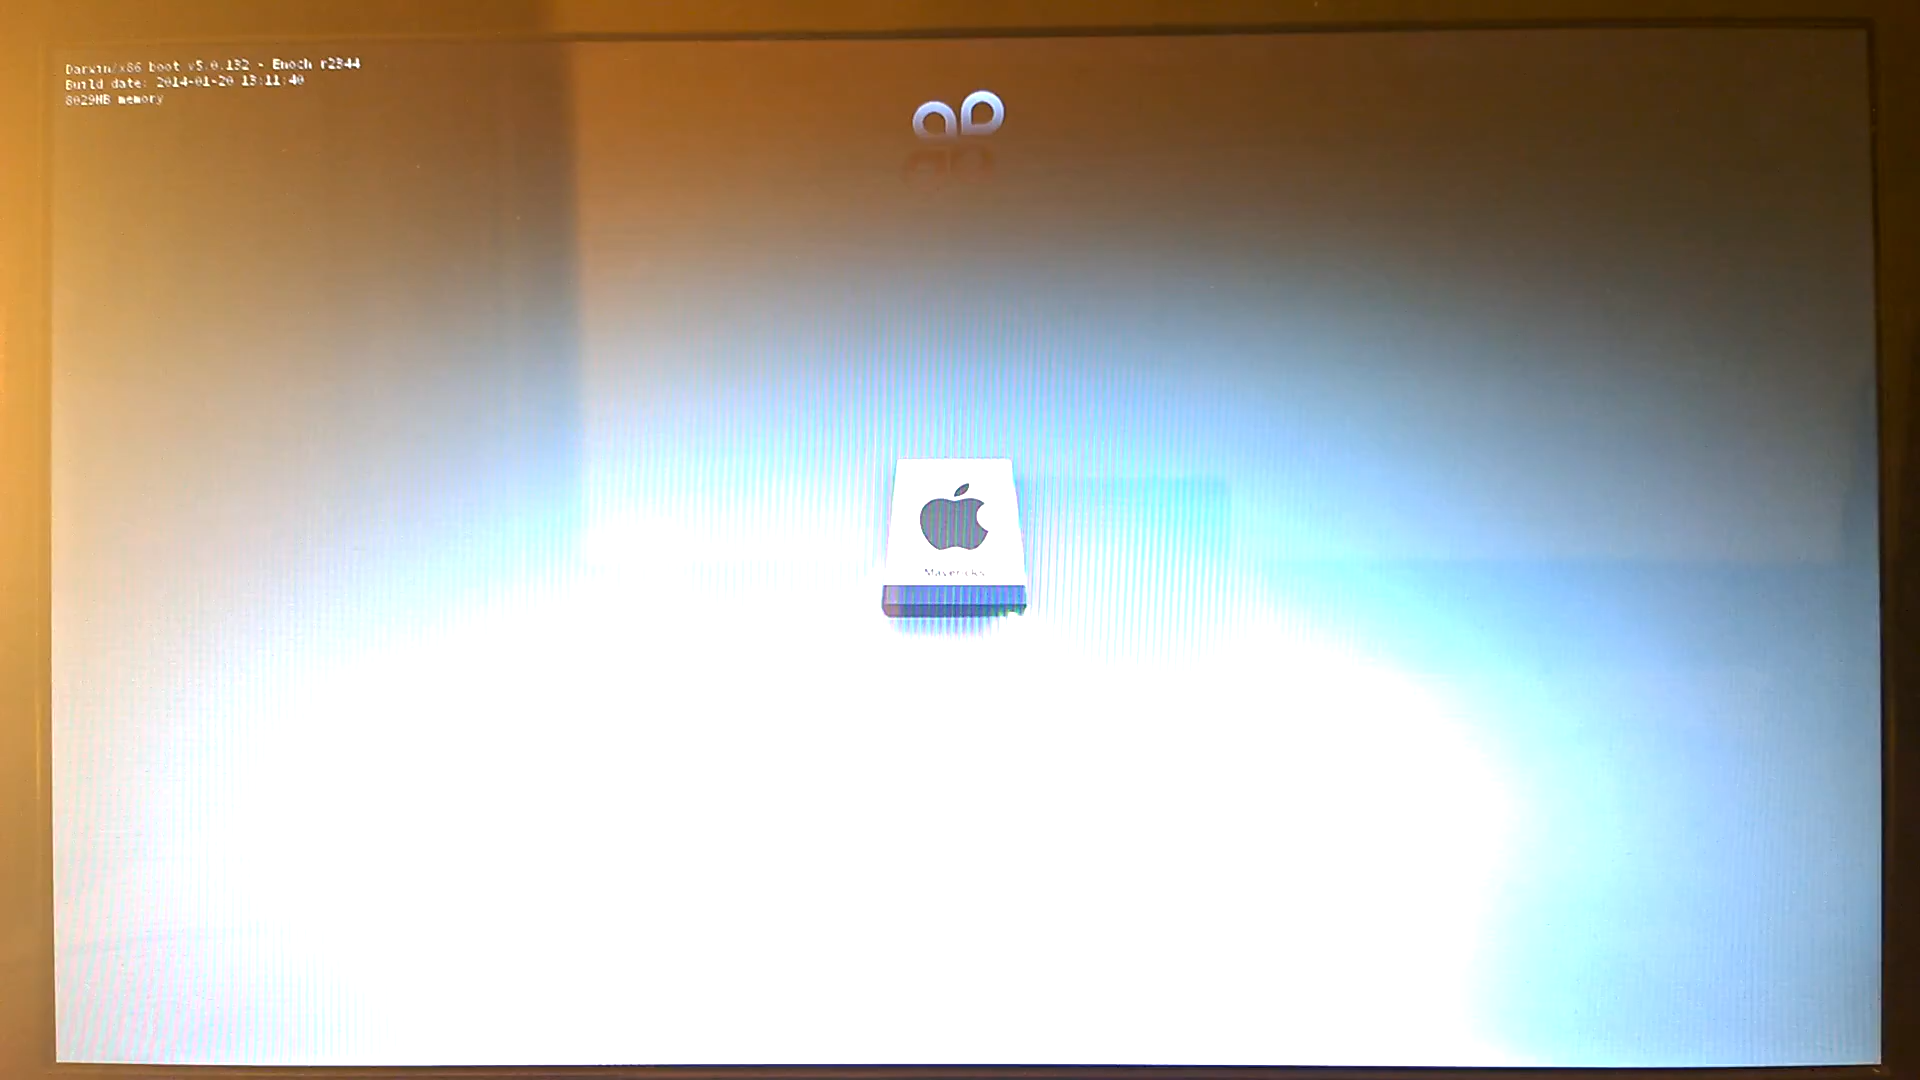 Darwin/x86 boot v5.0.132 - Enoch r2344
Build date: 2014-01-20 13:11:40
8029MB memory
Mavericks